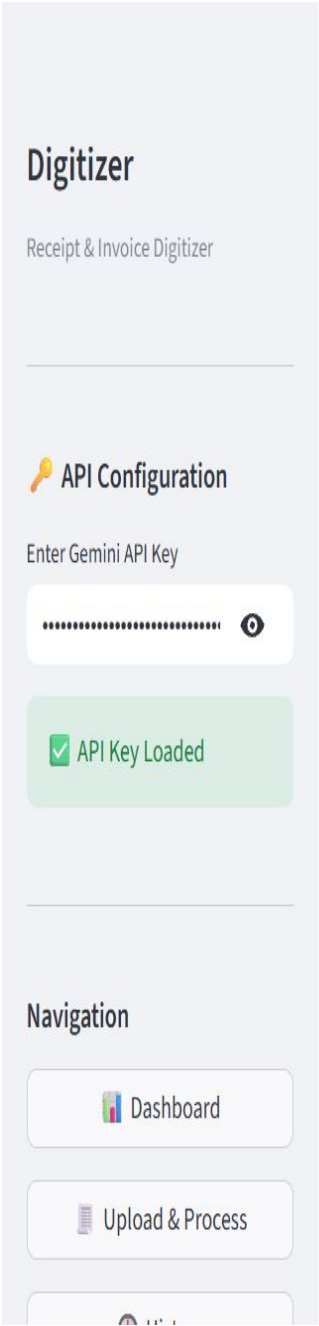 Digitizer
Receipt & Invoice Digitizer
API Configuration
Enter Gemini API Key
API Key Loaded
Navigation
Dashboard
Upload & Process